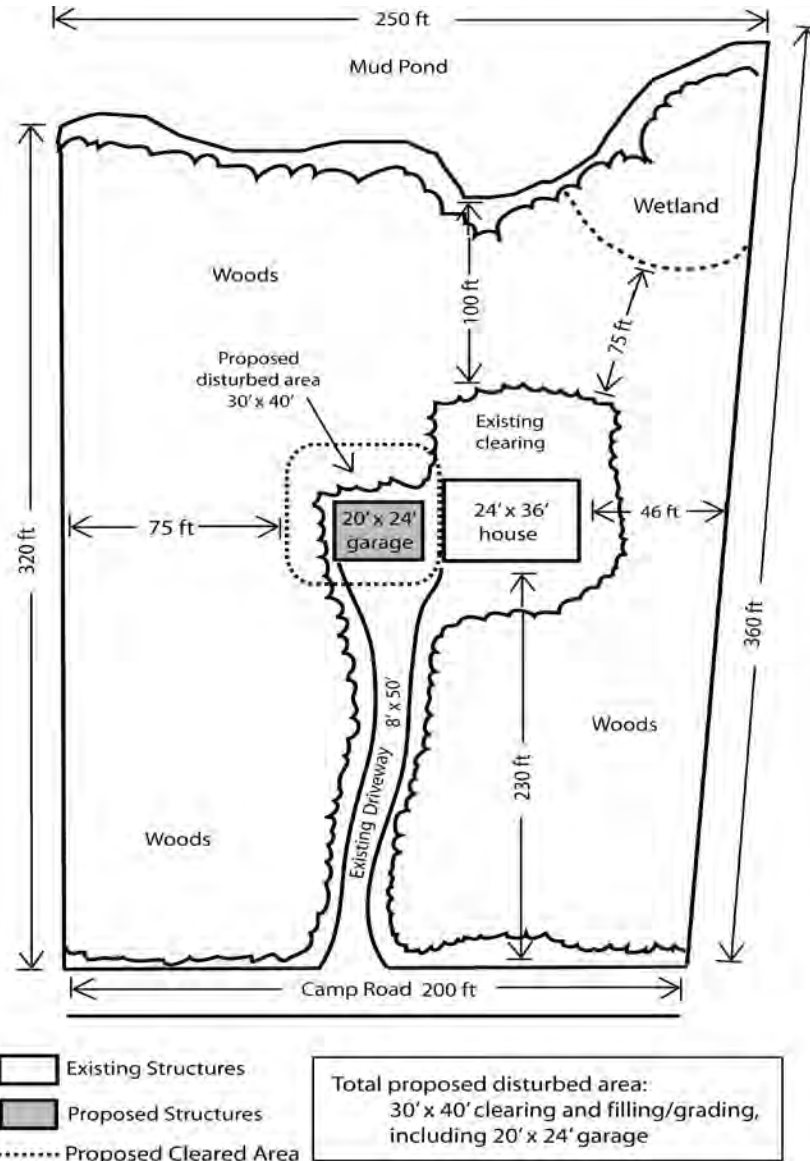 250 ft
Mud Pond
Wetland
Woods
100 ft
75 ft
Proposed
disturbed area
30' x 40'
Existing
clearing
320 ft
75 ft
20' x 24'
garage
24' x 36'
house
46 ft
360 ft
8' x 50'
Existing Driveway
230 ft
Woods
Woods
Camp Road 200 ft
Existing Structures
Proposed Structures
Proposed Cleared Area
Total proposed disturbed area:
30' x 40' clearing and filling/grading,
including 20' x 24' garage